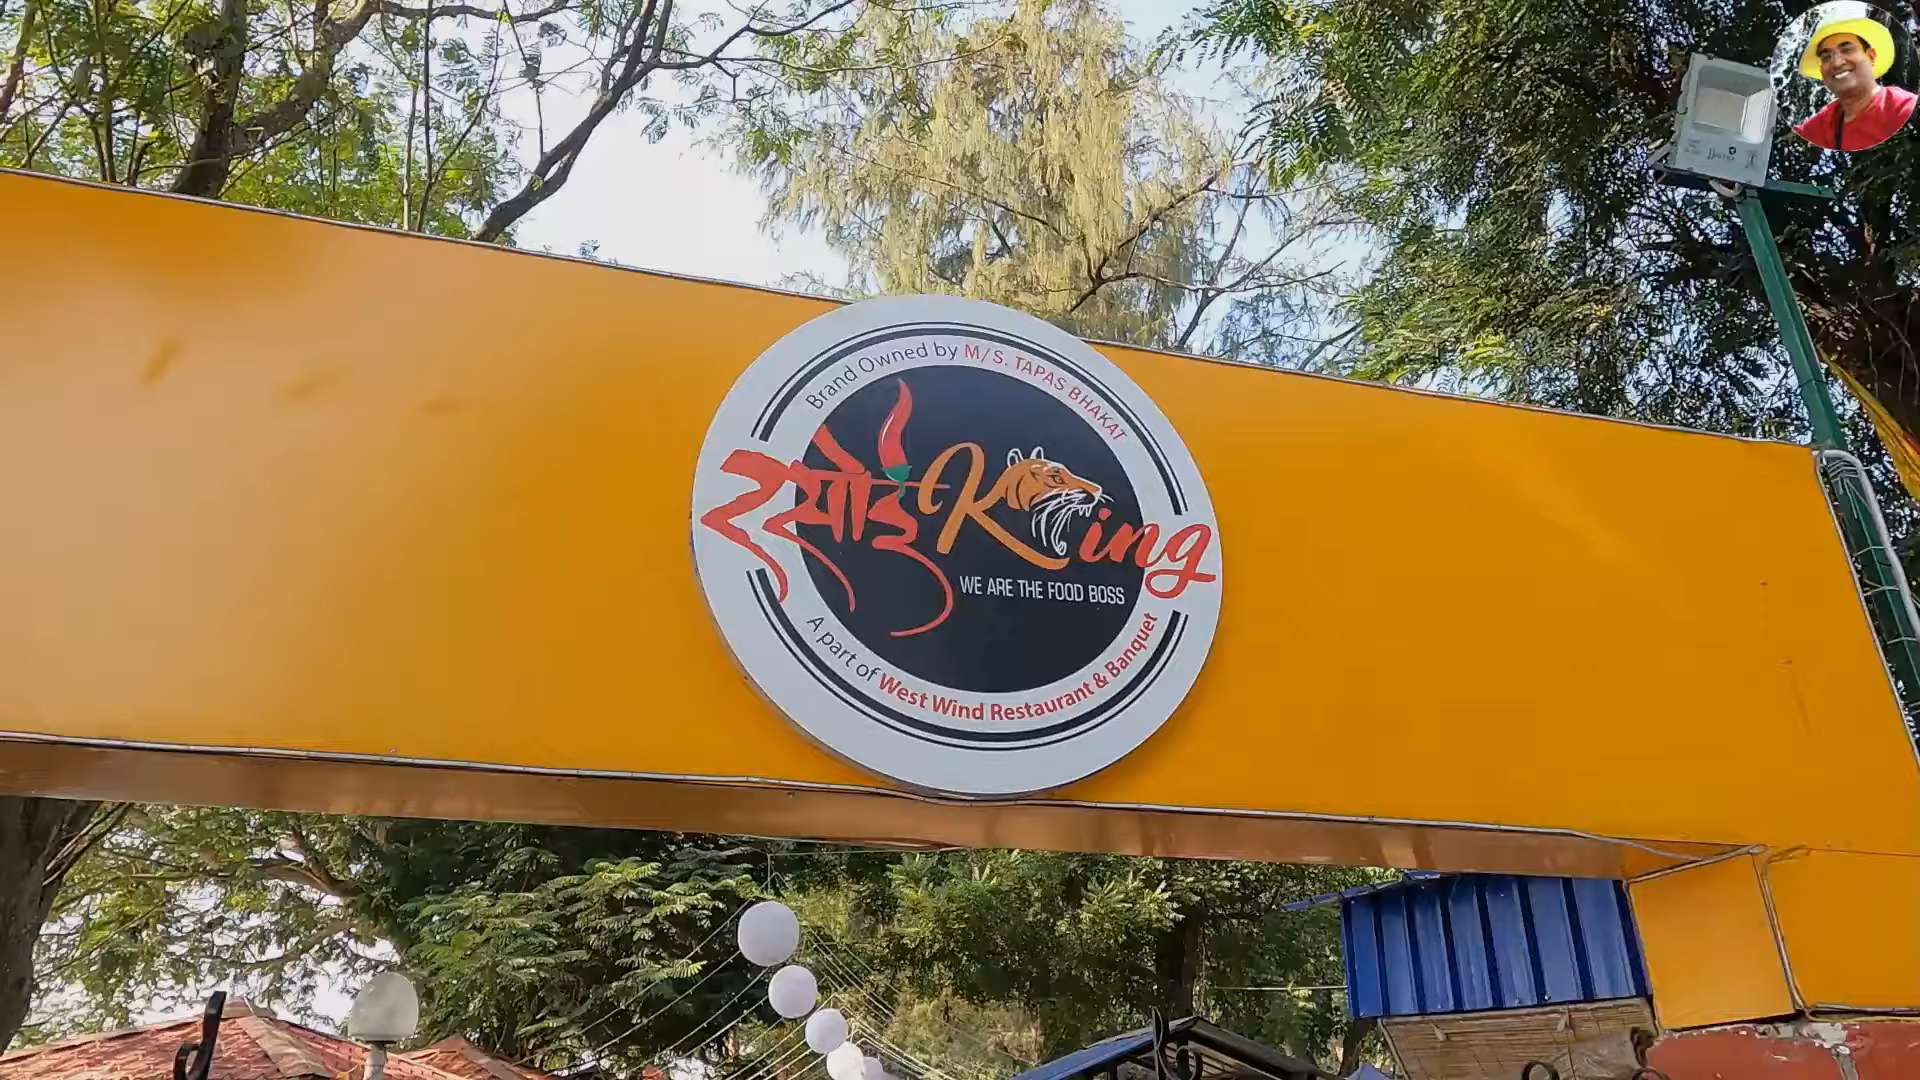 Brand Owned by M/S. TAPAS BHAKAT
रसोई King
WE ARE THE FOOD BOSS
A part of West Wind Restaurant & Banquet